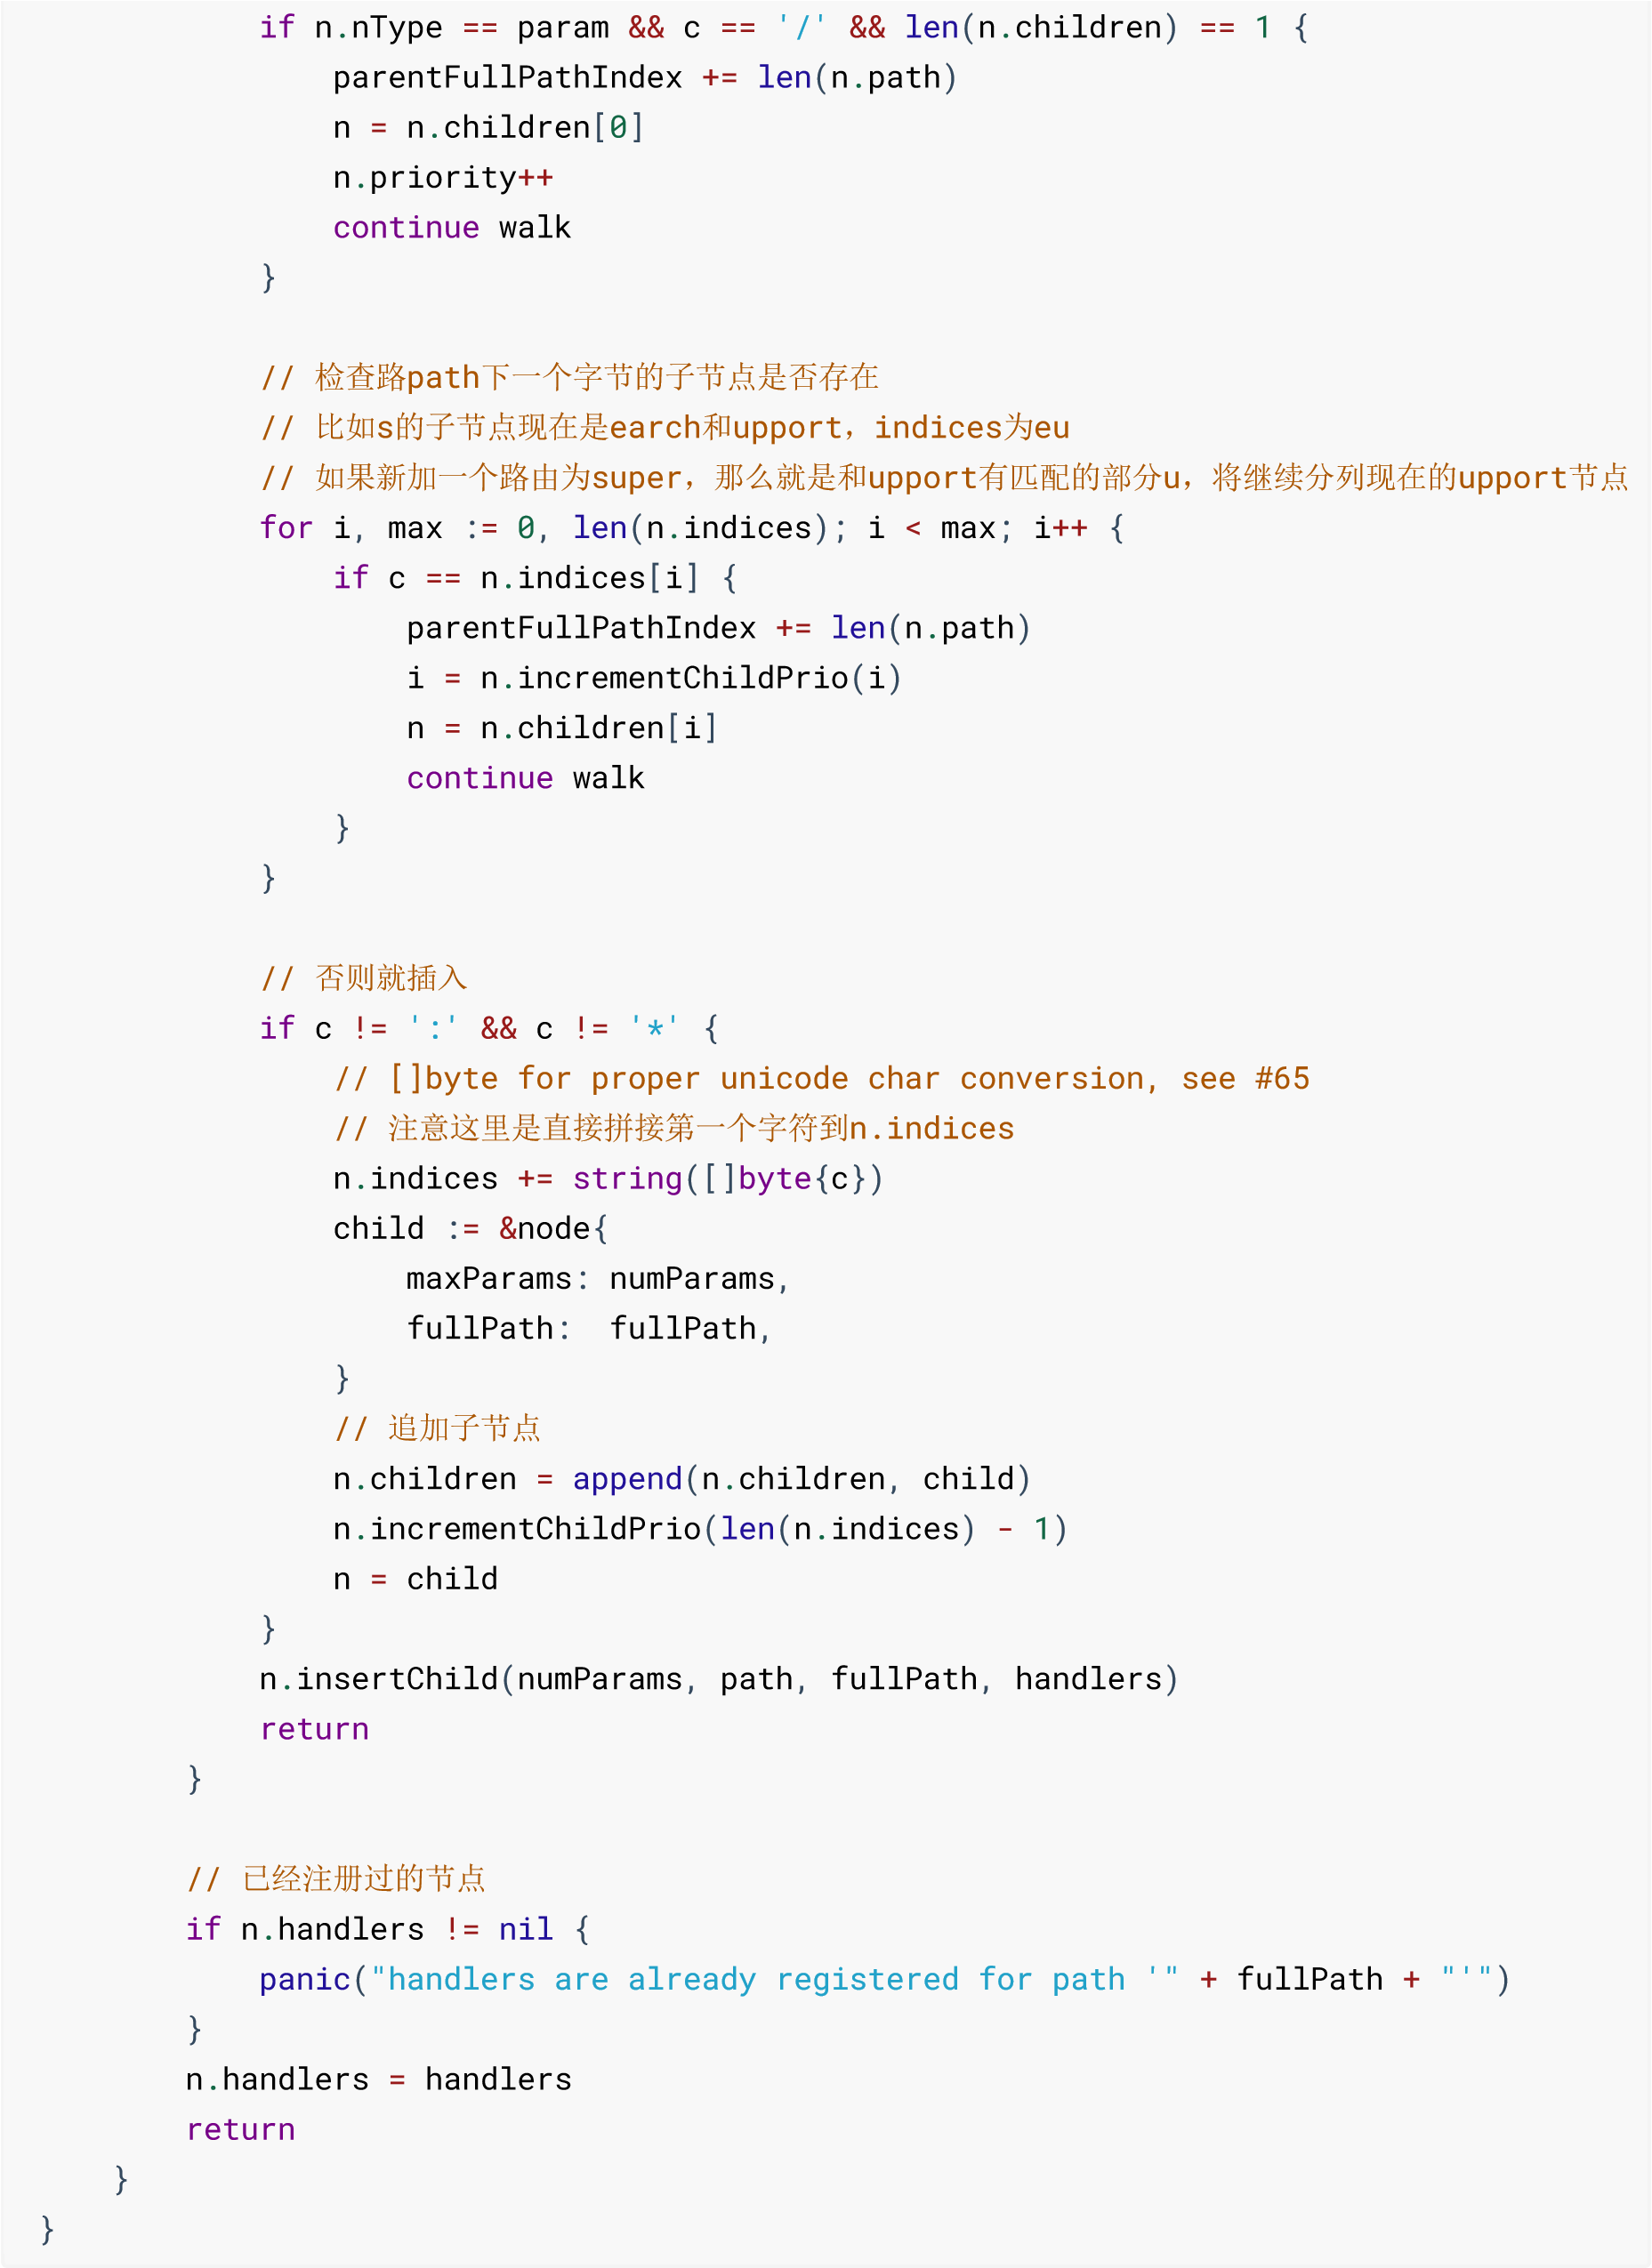 if n.nType == param && c == '/' && len(n.children) == 1 {
parentFullPathIndex += len(n.path)
n = n.children[0]
n.priority++
continue walk
}
// 检查路path下一个字节的子节点是否存在
// 比如s的子节点现在是earch和upport，indices为eu
// 如果新加一个路由为super，那么就是和upport有匹配的部分u，将继续分列现在的upport节点
for i, max := 0, len(n.indices); i < max; i++ {
if c == n.indices[i] {
parentFullPathIndex += len(n.path)
i = n.incrementChildPrio(i)
n = n.children[i]
continue walk
}
}
// 否则就插入
if c != ':' && c != '*' {
// []byte for proper unicode char conversion, see #65
// 注意这里是直接拼接第一个字符到n.indices
n.indices += string([]byte{c})
child := &node{
maxParams: numParams,
fullPath:  fullPath,
}
// 追加子节点
n.children = append(n.children, child)
n.incrementChildPrio(len(n.indices) - 1)
n = child
}
n.insertChild(numParams, path, fullPath, handlers)
return
}
// 已经注册过的节点
if n.handlers != nil {
panic("handlers are already registered for path '" + fullPath + "'")
}
n.handlers = handlers
return
}
}